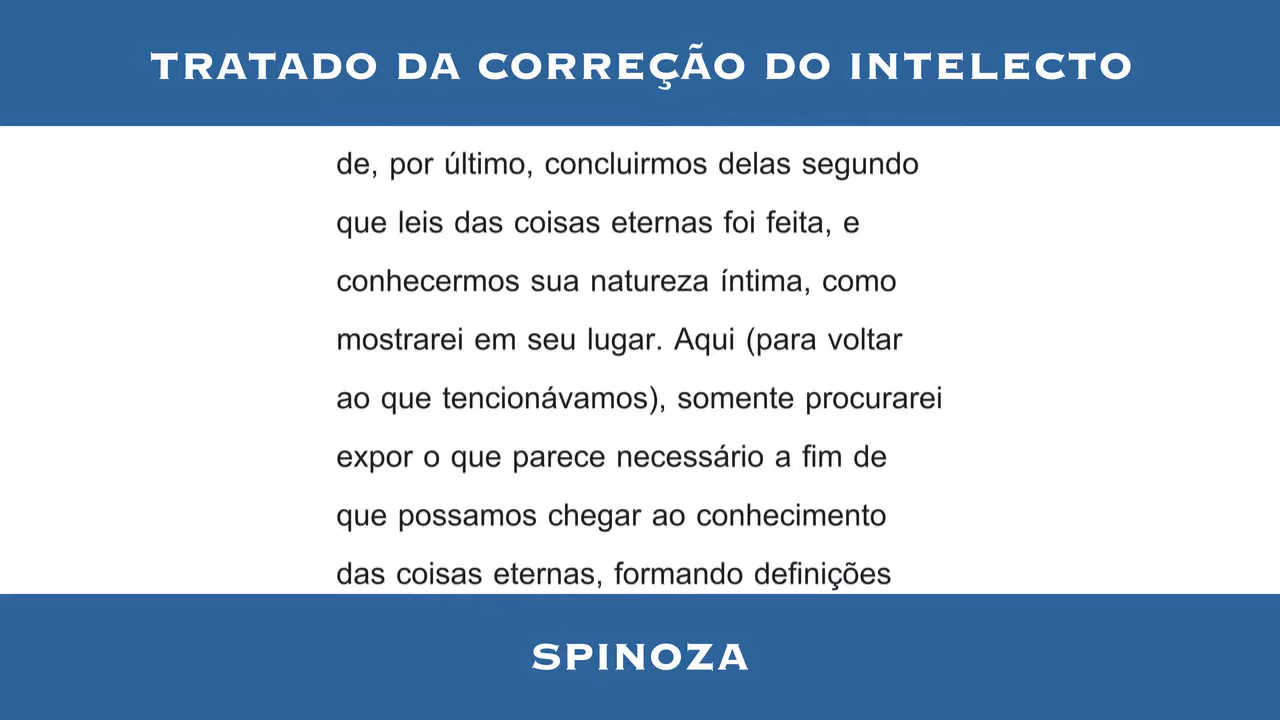 TRATADO DA CORREÇÃO DO INTELECTO
de, por último, concluirmos delas segundo
que leis das coisas eternas foi feita, e
conhecermos sua natureza íntima, como
mostrarei em seu lugar. Aqui (para voltar
ao que tencionávamos), somente procurarei
expor o que parece necessário a fim de
que possamos chegar ao conhecimento
das coisas eternas, formando definições
SPINOZA